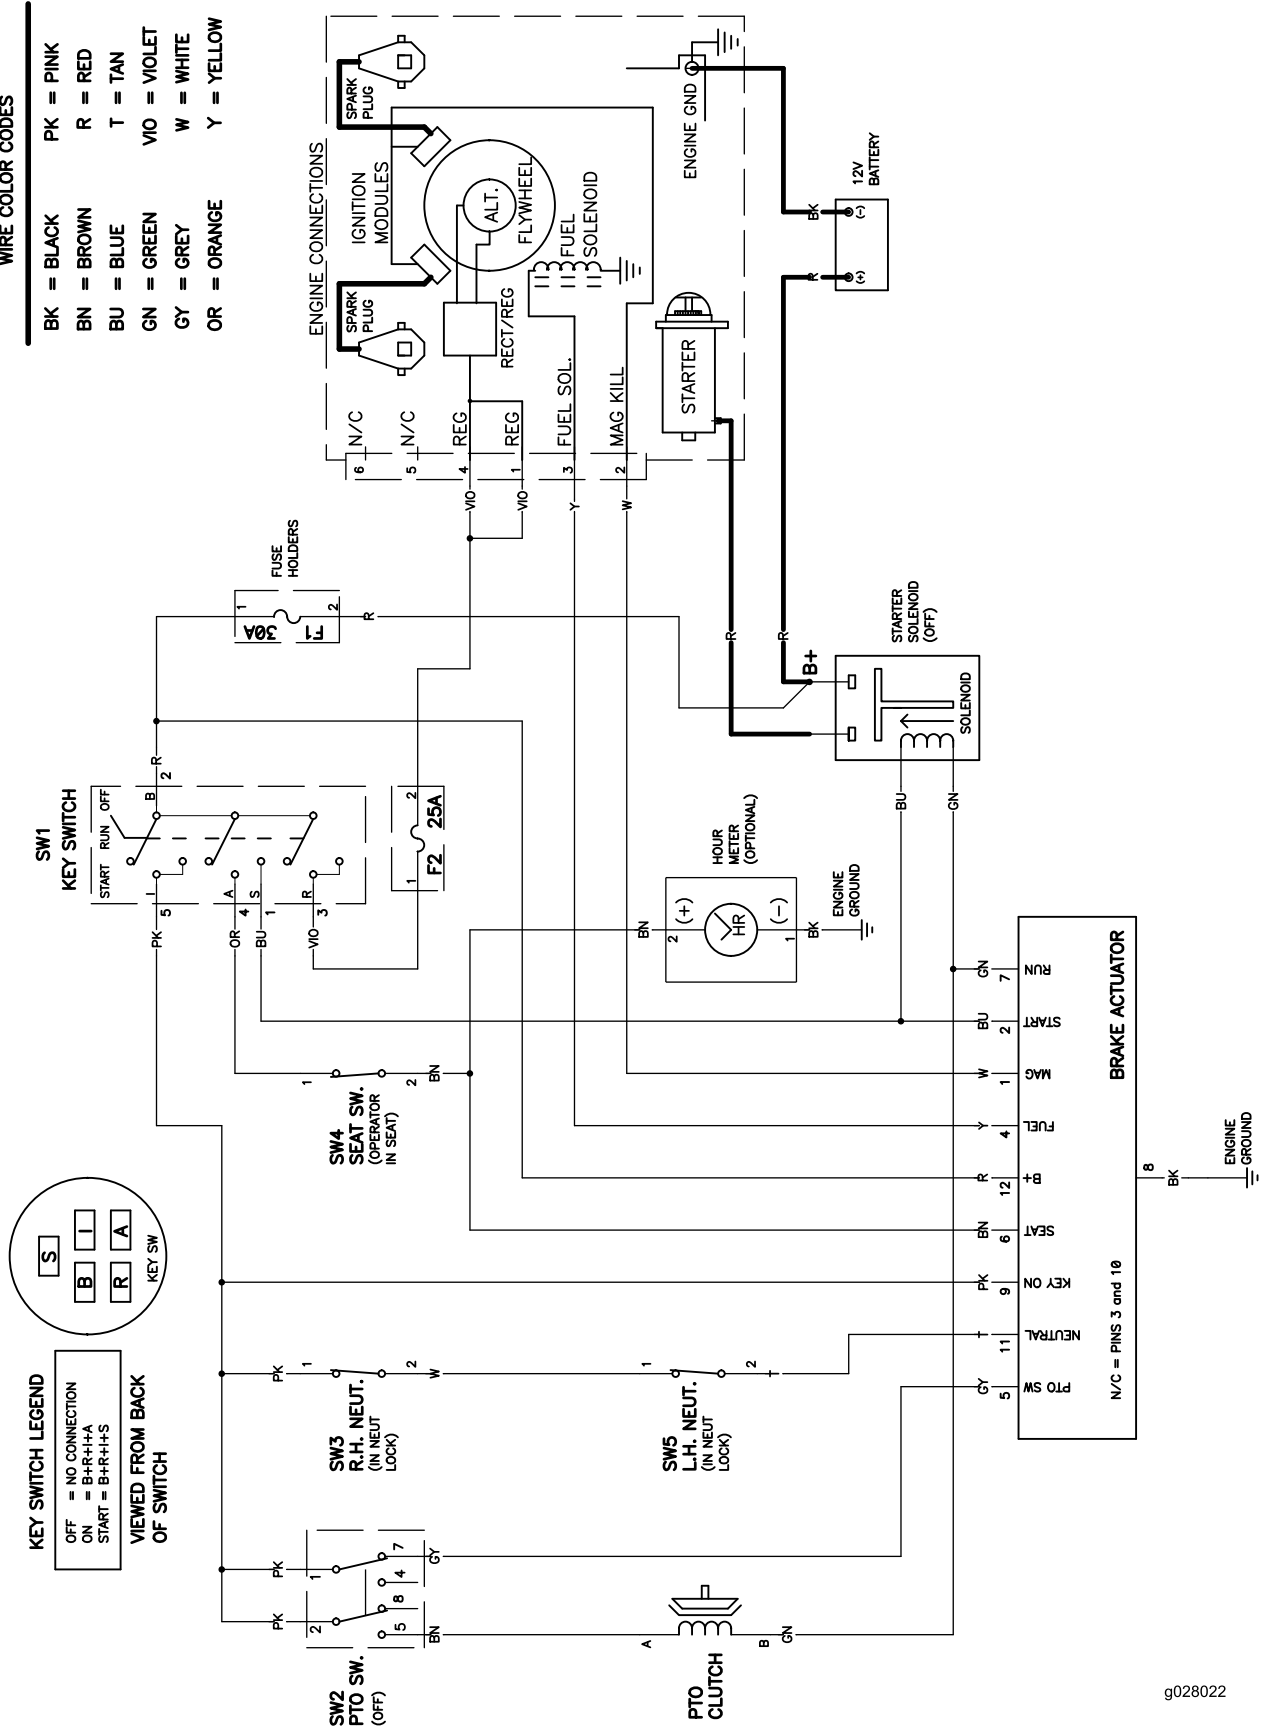 WIRE COLOR CODES
BK = BLACK
PK = PINK
BN = BROWN
R = RED
BU = BLUE
T = TAN
GN = GREEN
VIO = VIOLET
GY = GREY
W = WHITE
OR = ORANGE
Y = YELLOW
ENGINE CONNECTIONS
SPARK
PLUG
SPARK
PLUG
IGNITION
MODULES
ALT.
FLYWHEEL
RECT/REG
FUEL
SOLENOID
ENGINE GND
N/C
N/C
REG
REG
FUEL SOL.
MAG KILL
6
5
4
1
3
2
VIO
VIO
Y
W
STARTER
12V
BATTERY
BK
(-)
R
(+)
FUSE
HOLDERS
1
2
30A
F1
R
R
R
B+
STARTER
SOLENOID
(OFF)
SOLENOID
BU
GN
SW1
KEY SWITCH
START RUN OFF
B
R
2
I
A
S
R
5
4
1
3
PK
OR
BU
VIO
2
1
F2 25A
HOUR
METER
(OPTIONAL)
BN
2
(+)
HR
(-)
1
BK
ENGINE
GROUND
SW4
SEAT SW.
(OPERATOR
IN SEAT)
1
2
BN
KEY SWITCH LEGEND
OFF = NO CONNECTION
ON = B+R+I+A
START = B+R+I+S
VIEWED FROM BACK
OF SWITCH
S
B
I
R
A
KEY SW
SW3
R.H. NEUT.
(IN NEUT
LOCK)
PK
1
2
W
SW5
L.H. NEUT.
(IN NEUT
LOCK)
1
2
T
SW2
PTO SW.
(OFF)
PK
PK
1
2
7
4
8
5
GY
BN
PTO
CLUTCH
A
B
GN
BRAKE ACTUATOR
N/C = PINS 3 and 10
GN
7
RUN
BU
2
START
W
1
MAG
Y
4
FUEL
R
12
B+
BN
6
SEAT
PK
9
KEY ON
T
11
NEUTRAL
GY
5
PTO SW
8
BK
ENGINE
GROUND
g028022